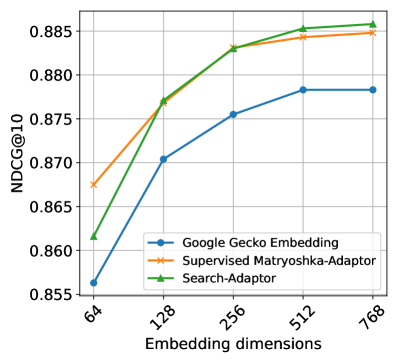 NDCG@10
0.885
0.880
0.875
0.870
0.865
0.860
0.855
Google Gecko Embedding
Supervised Matryoshka-Adaptor
Search-Adaptor
64
128
256
512
768
Embedding dimensions